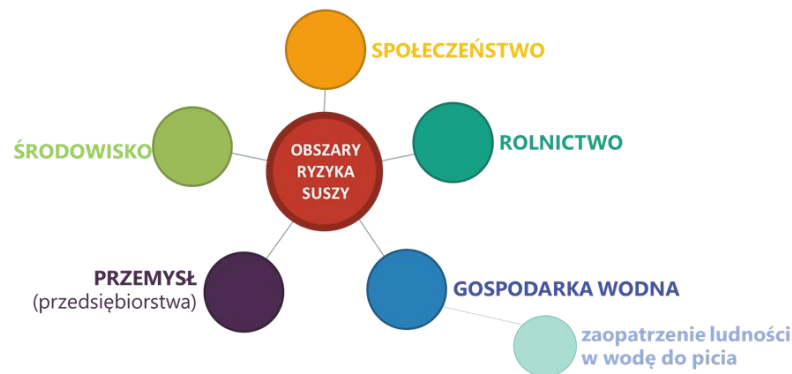 SPOŁECZEŃSTWO
ŚRODOWISKO
OBSZARY
RYZYKA
SUSZY
ROLNICTWO
PRZEMYSŁ
(przedsiębiorstwa)
GOSPODARKA WODNA
zaopatrzenie ludności
w wodę do picia